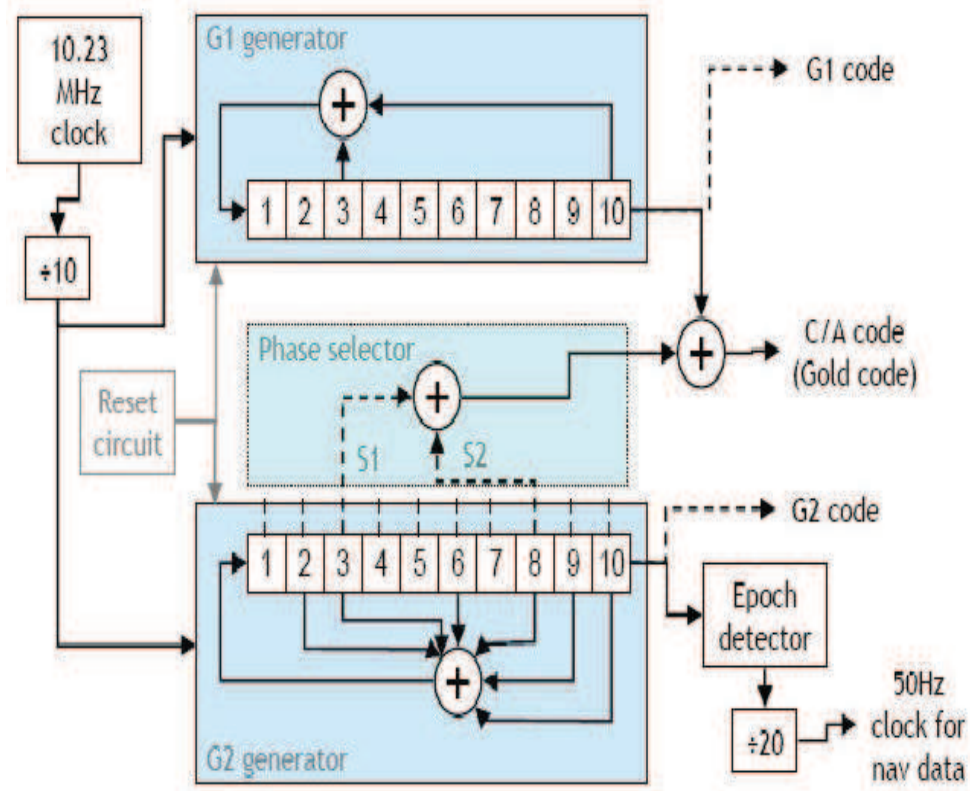 10.23
MHz
clock
÷10
G1 generator
+
1 2 3 4 5 6 7 8 9 10
G1 code
Phase selector
+
S1
S2
+
C/A code
(Gold code)
Reset
circuit
G2 code
1 2 3 4 5 6 7 8 9 10
+
G2 generator
Epoch
detector
÷20
50Hz
clock for
nav data